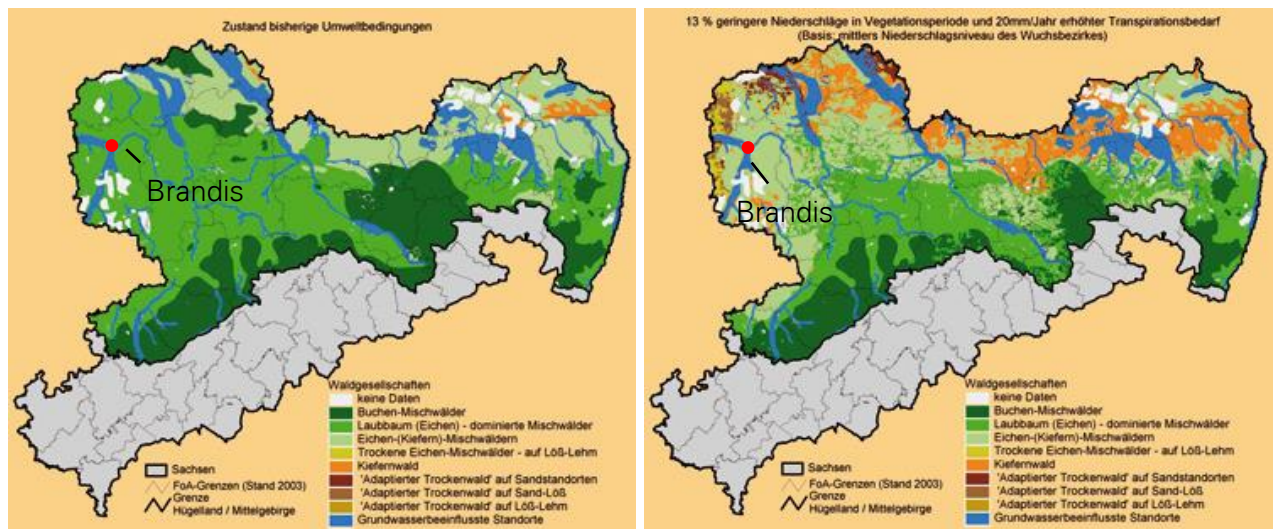 Zustand bisherige Umweltbedingungen
Brandis
Waldgesellschaften
keine Daten
Buchen-Mischwälder
Laubbaum (Eichen) - dominierte Mischwälder
Eichen-(Kiefern)-Mischwäldern
Trockene Eichen-Mischwälder - auf Löß-Lehm
Kiefernwald
'Adaptierter Trockenwald' auf Sandstandorten
'Adaptierter Trockenwald' auf Sand-Löß
'Adaptierter Trockenwald' auf Löß-Lehm
Grundwasserbeeinflusste Standorte
Sachsen
FoA-Grenzen (Stand 2003)
Grenze
Hügelland / Mittelgebirge
13 % geringere Niederschläge in Vegetationsperiode und 20mm/Jahr erhöhter Transpirationsbedarf
(Basis: mittlers Niederschlagsniveau des Wuchsbezirkes)
Brandis
Waldgesellschaften
keine Daten
Buchen-Mischwälder
Laubbaum (Eichen) - dominierte Mischwälder
Eichen-(Kiefern)-Mischwäldern
Trockene Eichen-Mischwälder - auf Löß-Lehm
Kiefernwald
'Adaptierter Trockenwald' auf Sandstandorten
'Adaptierter Trockenwald' auf Sand-Löß
'Adaptierter Trockenwald' auf Löß-Lehm
Grundwasserbeeinflusste Standorte
Sachsen
FoA-Grenzen (Stand 2003)
Grenze
Hügelland / Mittelgebirge